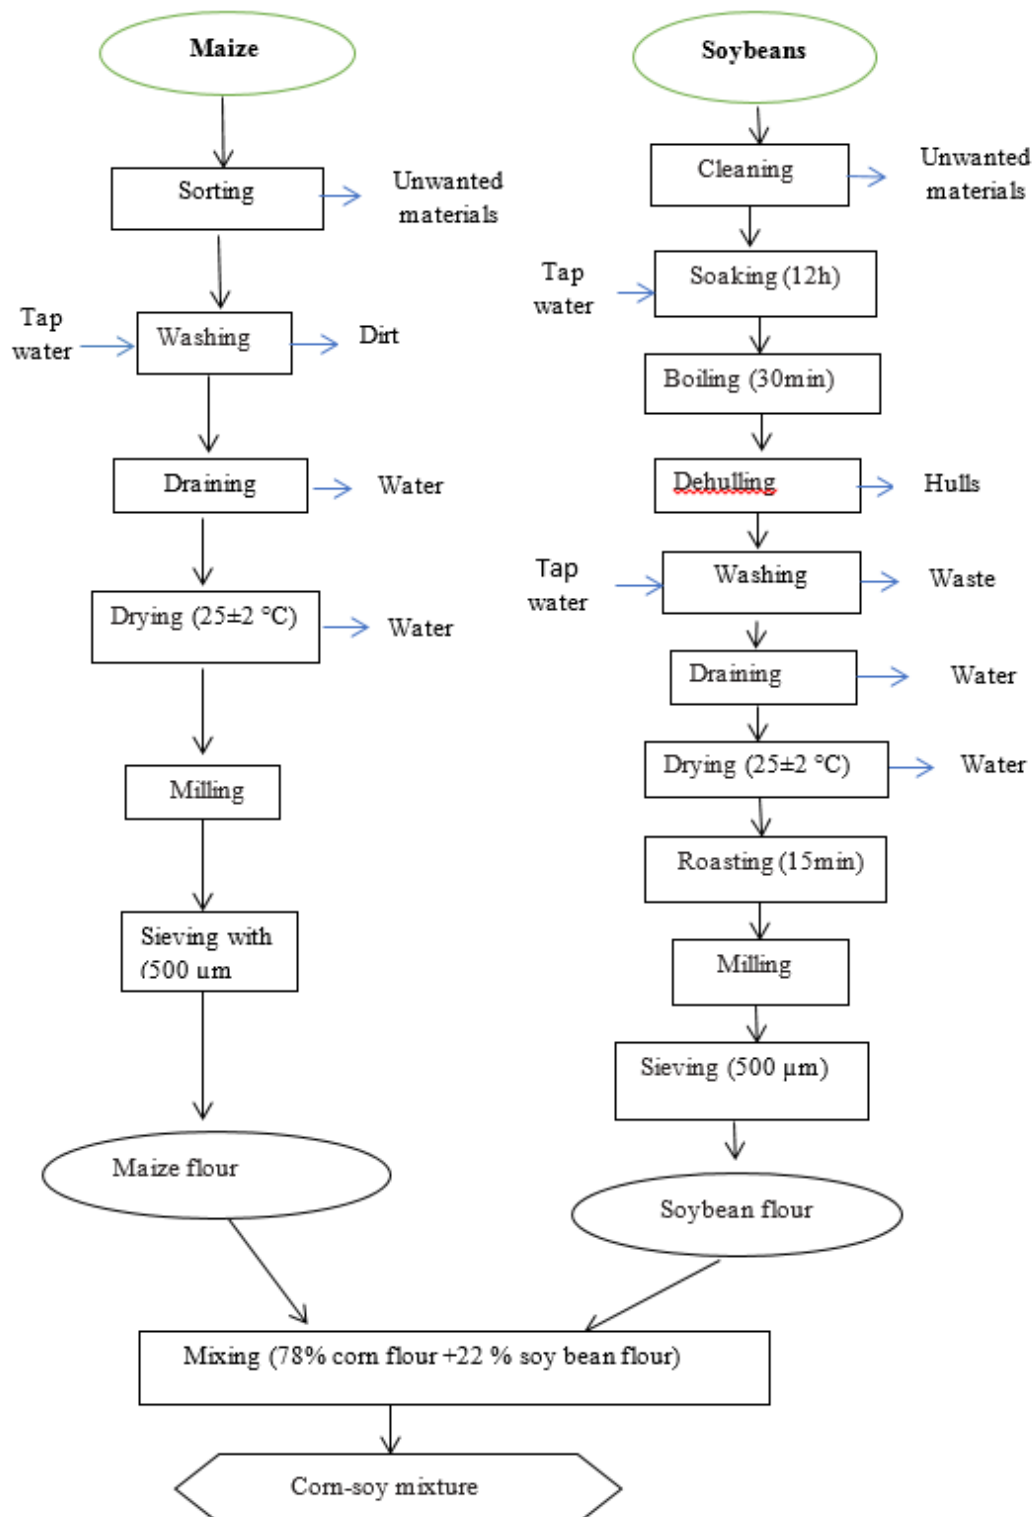 Maize
Sorting
Unwanted
materials
Tap
water
Washing
Dirt
Draining
Water
Drying (25±2 °C)
Water
Milling
Sieving with
(500 µm
Maize flour
Soybeans
Cleaning
Unwanted
materials
Tap
water
Soaking (12h)
Boiling (30min)
Dehulling
Hulls
Tap
water
Washing
Waste
Draining
Water
Drying (25±2 °C)
Water
Roasting (15min)
Milling
Sieving (500 µm)
Soybean flour
Mixing (78% corn flour +22 % soy bean flour)
Corn-soy mixture